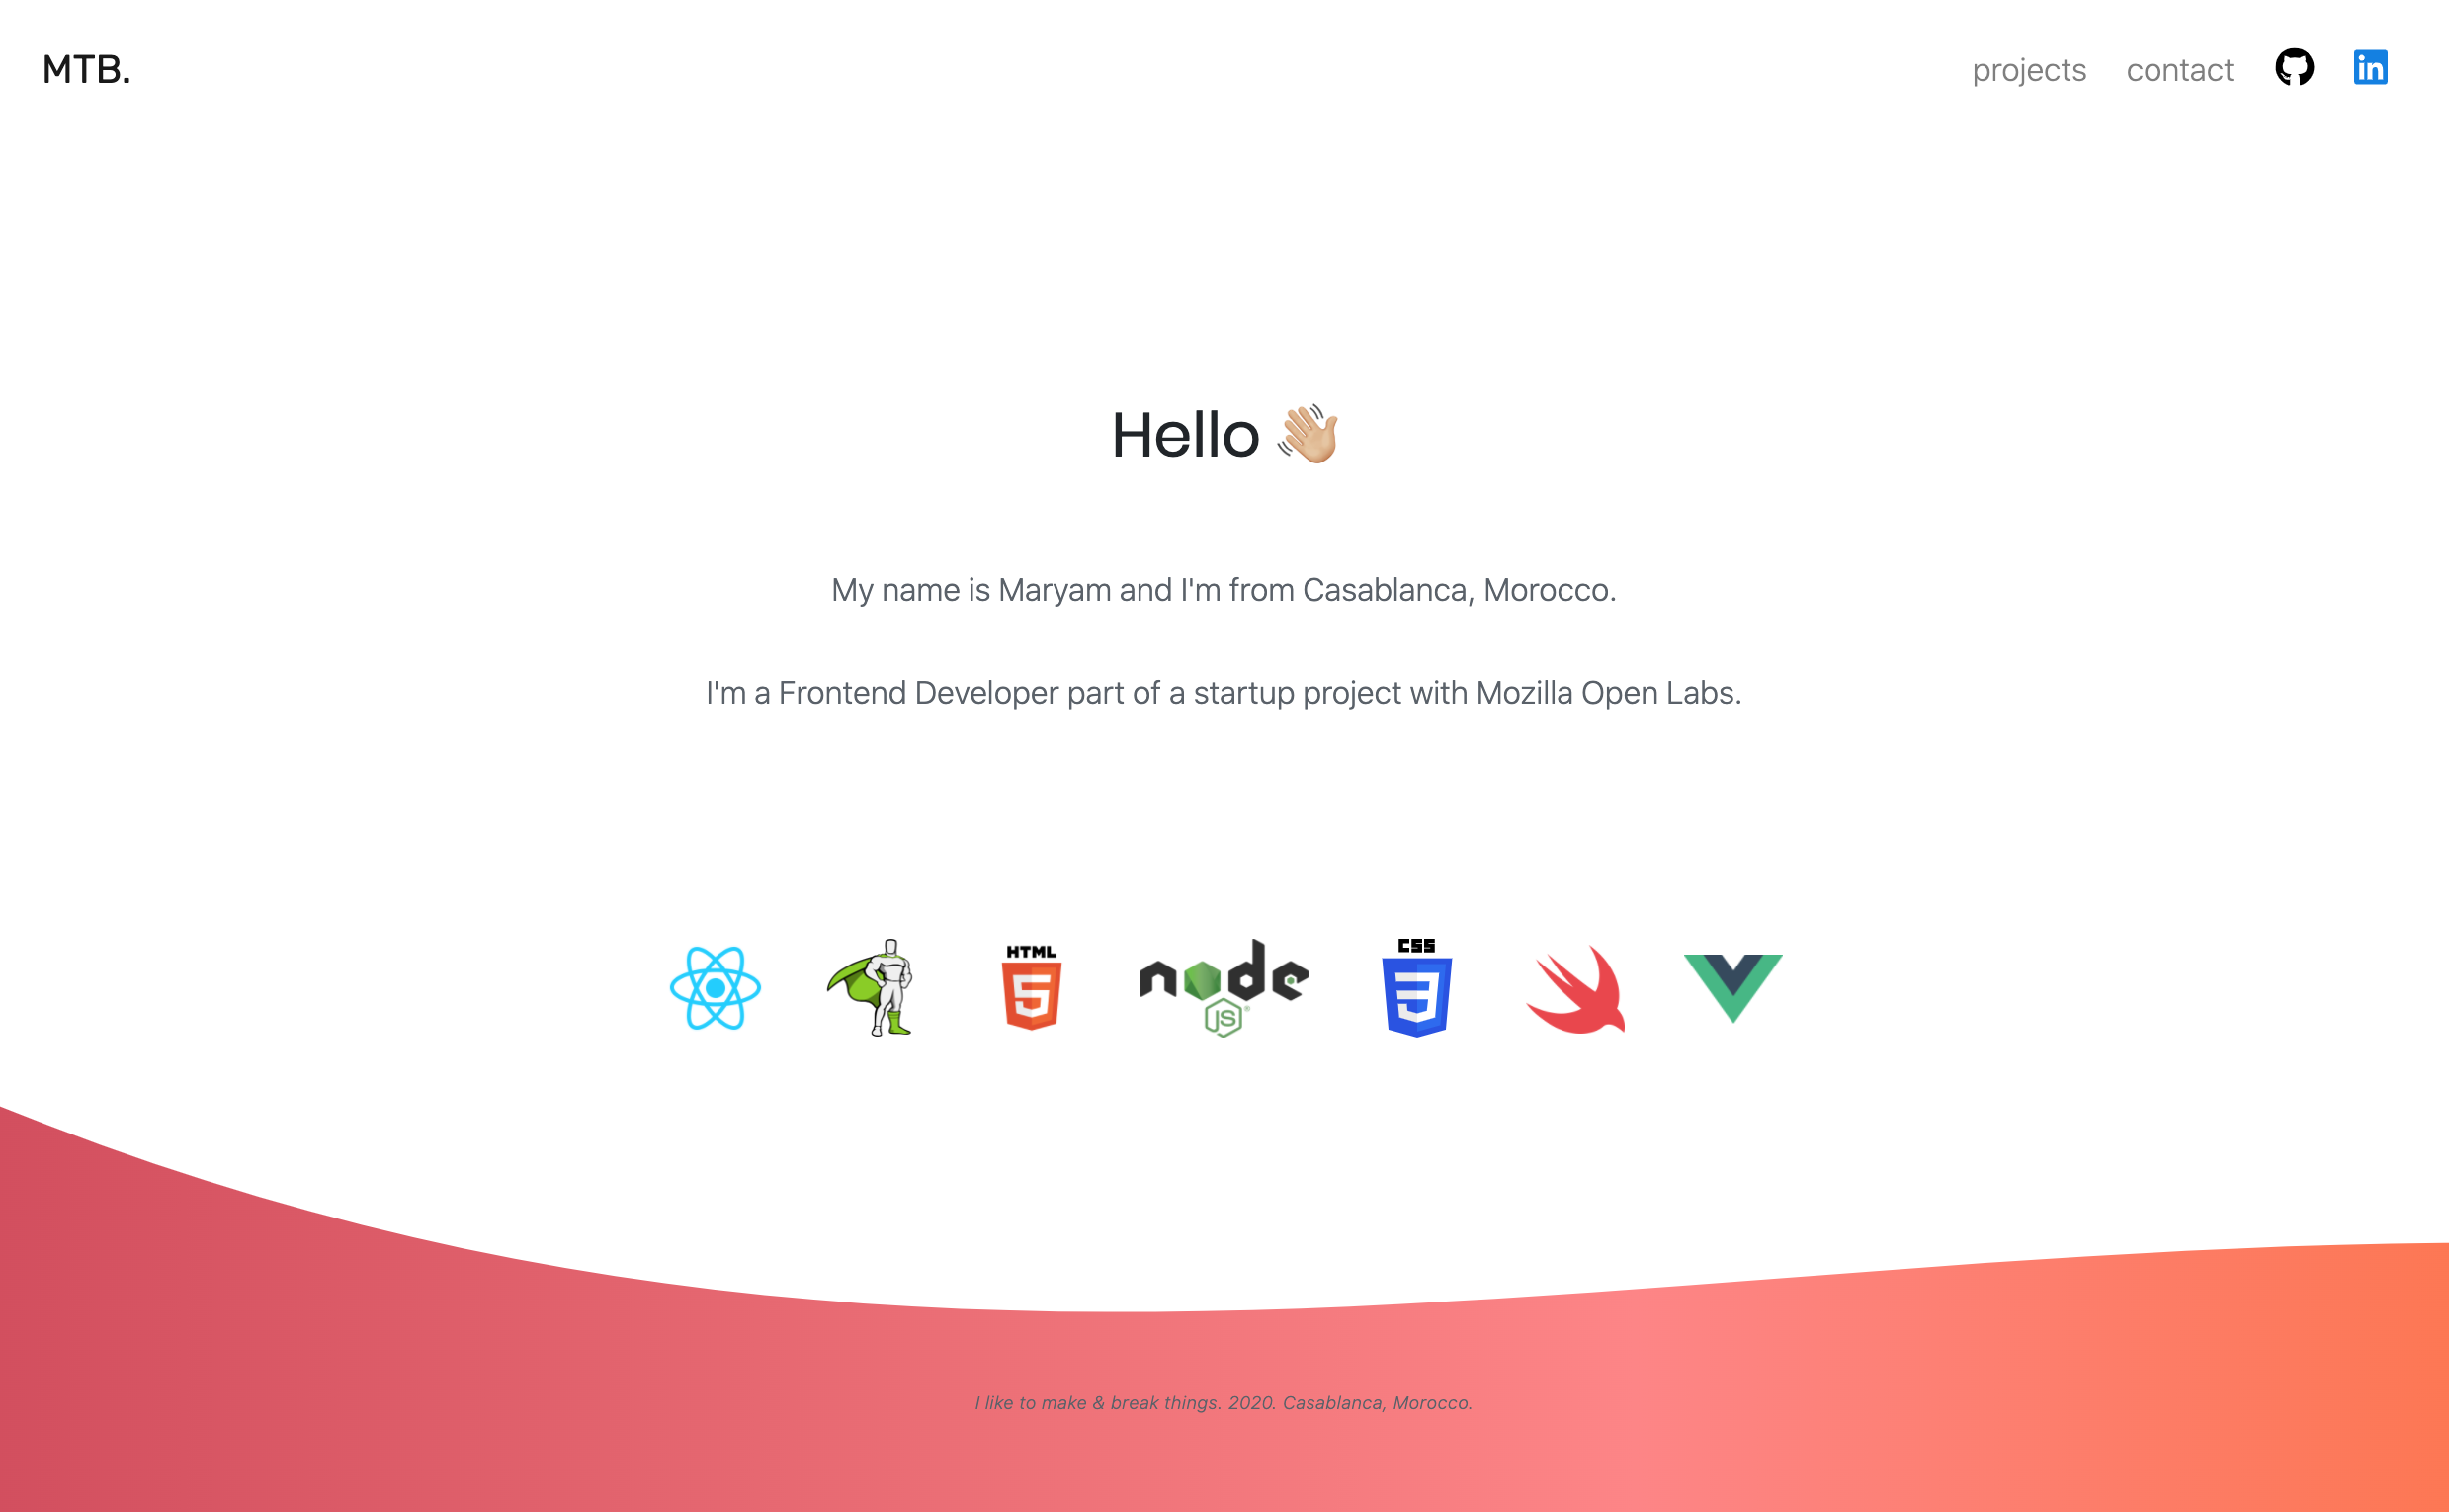 MTB.
projects contact in
Hello 👋🏼
My name is Maryam and I'm from Casablanca, Morocco.
I'm a Frontend Developer part of a startup project with Mozilla Open Labs.
HTML 5 node JS ® CSS 3
I like to make & break things. 2020. Casablanca, Morocco.